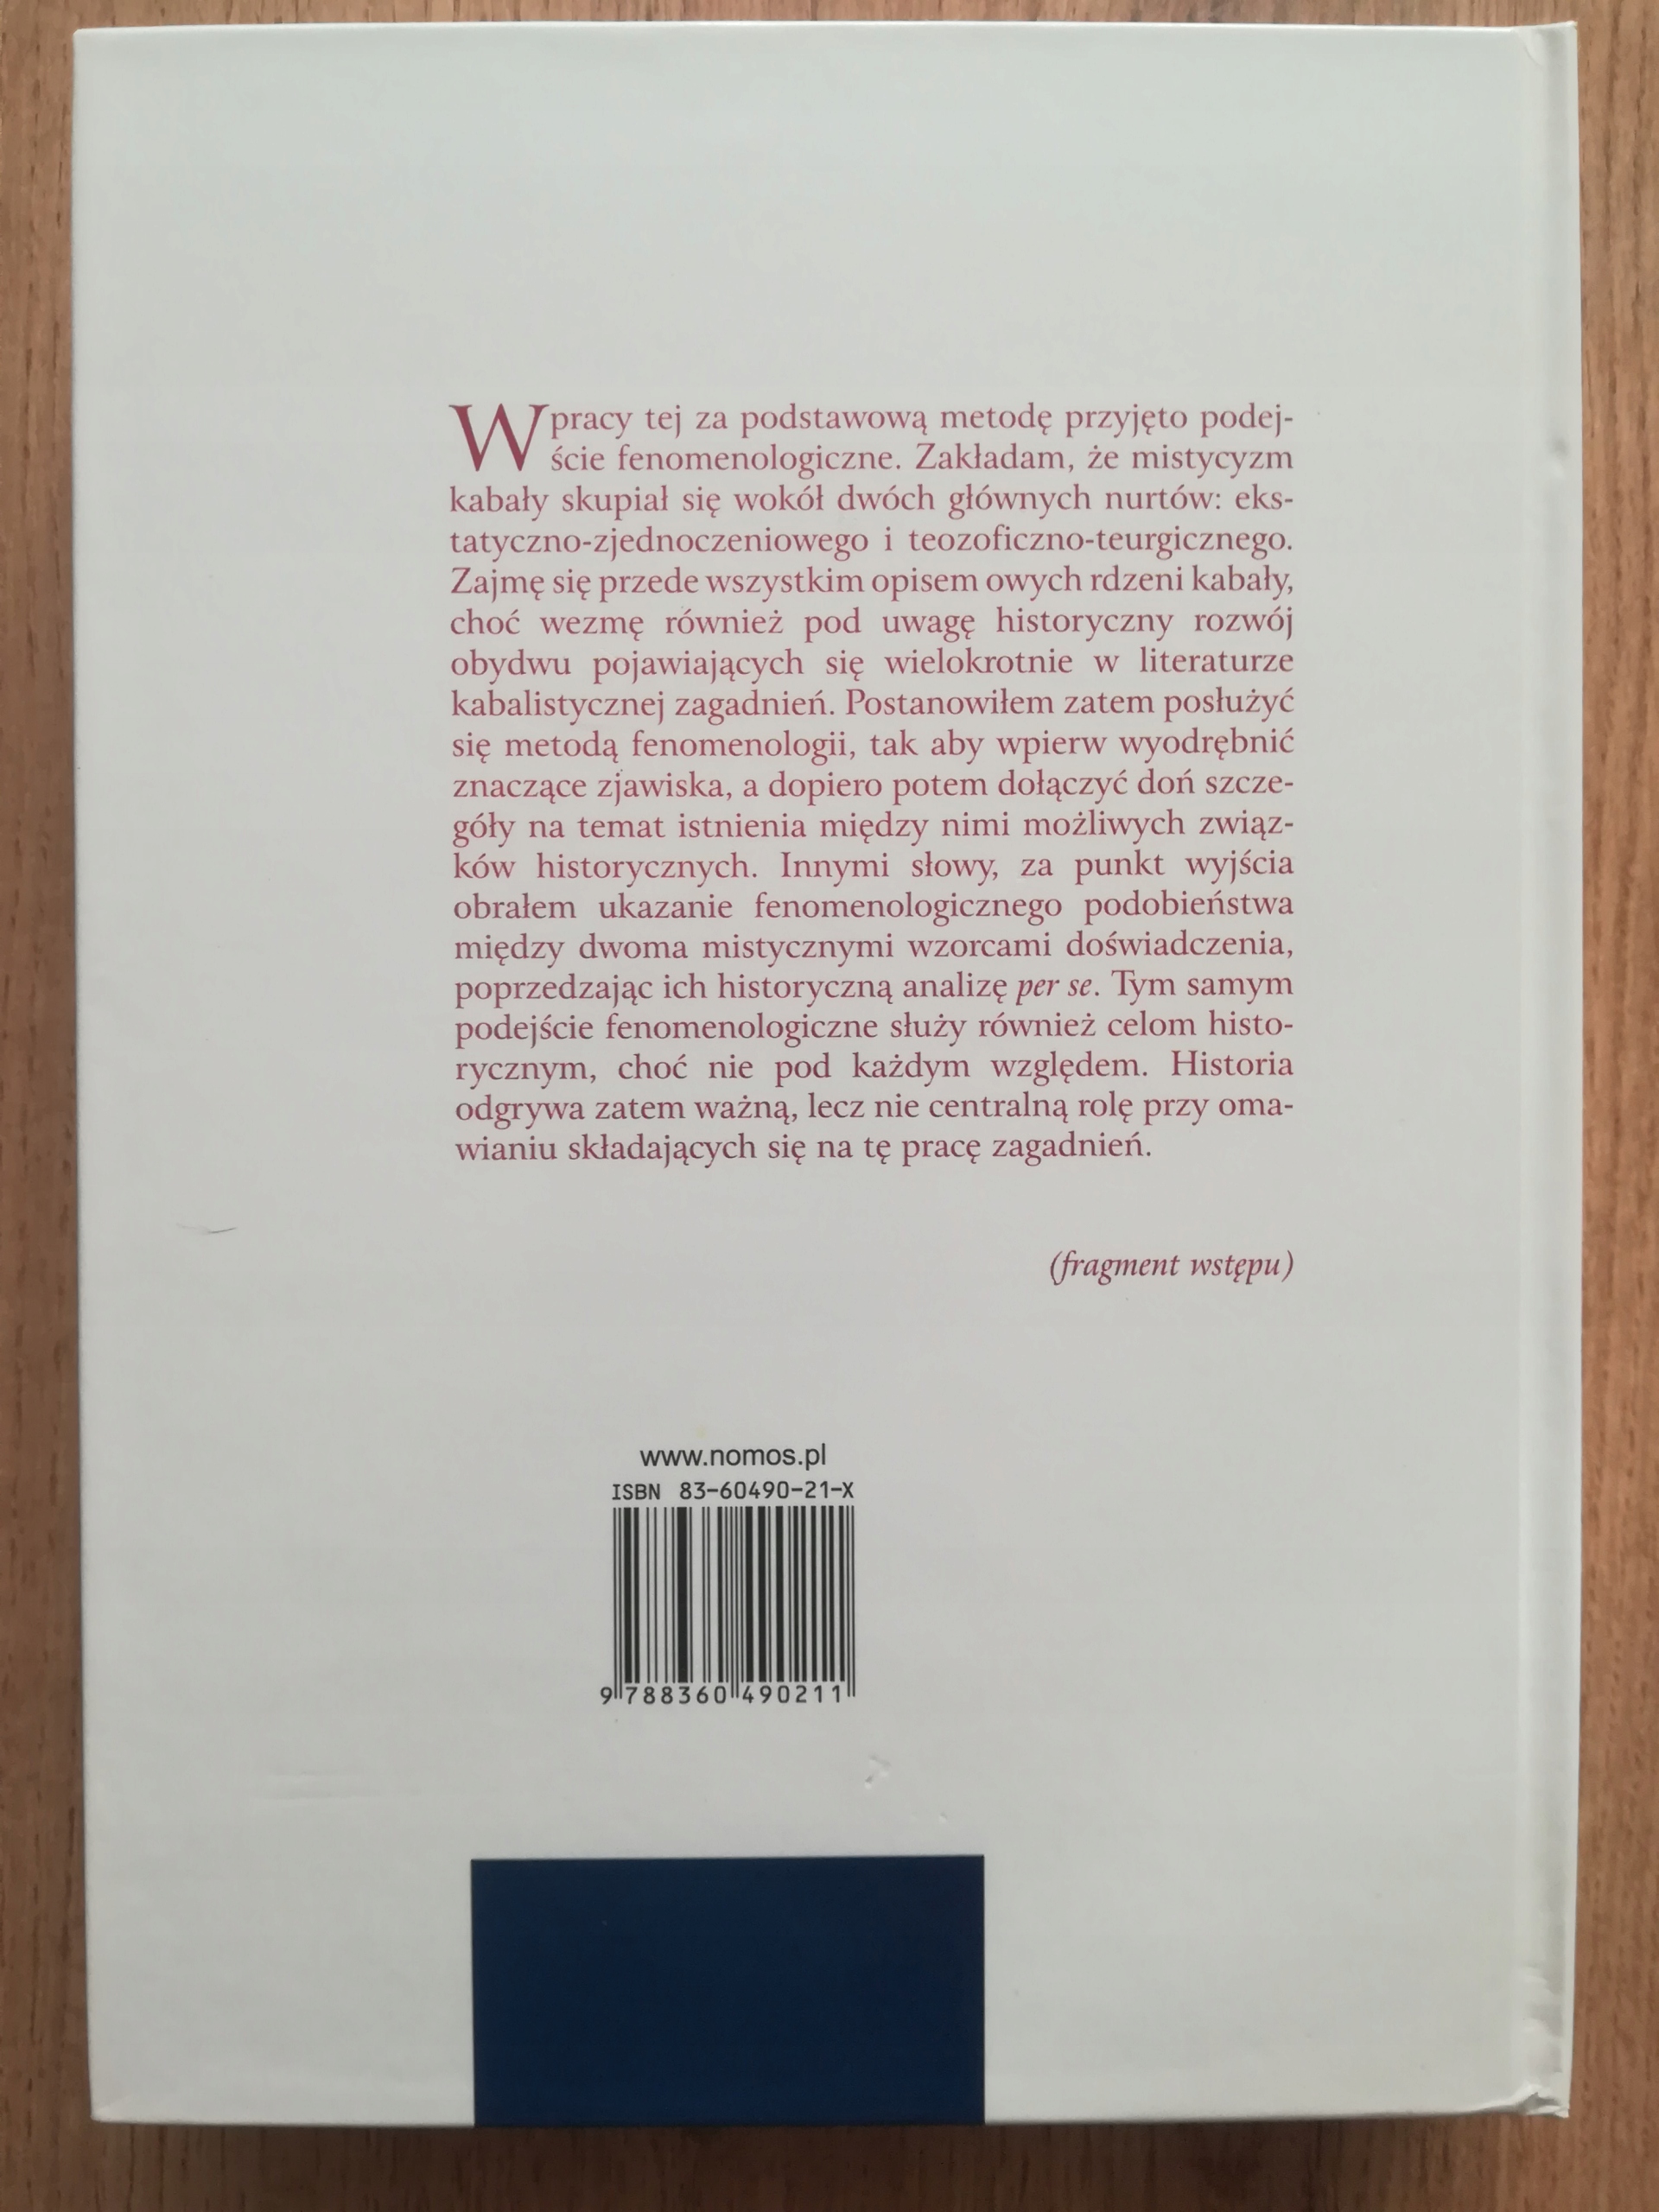 W pracy tej za podstawową metodę przyjęto podej-
ście fenomenologiczne. Zakładam, że mistycyzm
kabały skupiał się wokół dwóch głównych nurtów: eks-
tatyczno-zjednoczeniowego i teozoficzno-teurgicznego.
Zajmę się przede wszystkim opisem owych rdzeni kabały,
choć wezmę również pod uwagę historyczny rozwój
obydwu pojawiających się wielokrotnie w literaturze
kabalistycznej zagadnień. Postanowiłem zatem posłużyć
się metodą fenomenologii, tak aby wpierw wyodrębnić
znaczące zjawiska, a dopiero potem dołączyć doń szcze-
góły na temat istnienia między nimi możliwych związ-
ków historycznych. Innymi słowy, za punkt wyjścia
obrałem ukazanie fenomenologicznego podobieństwa
między dwoma mistycznymi wzorcami doświadczenia,
poprzedzając ich historyczną analizę per se. Tym samym
podejście fenomenologiczne służy również celom histo-
rycznym, choć nie pod każdym względem. Historia
odgrywa zatem ważną, lecz nie centralną rolę przy oma-
wianiu składających się na tę pracę zagadnień.
(fragment wstępu)
www.nomos.pl
ISBN 83-60490-21-X
9 788360 490211